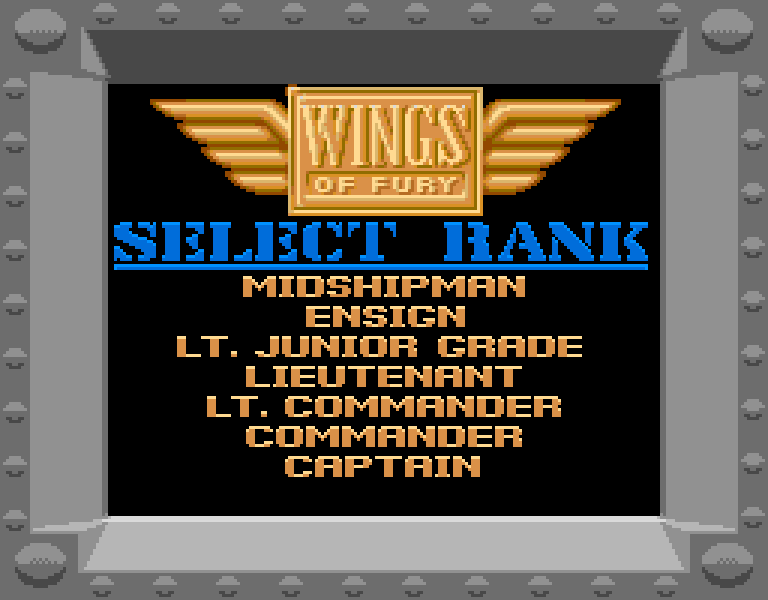 WINGS
OF FURY
SELECT RANK
MIDSHIPMAN
ENSIGN
LT. JUNIOR GRADE
LIEUTENANT
LT. COMMANDER
COMMANDER
CAPTAIN